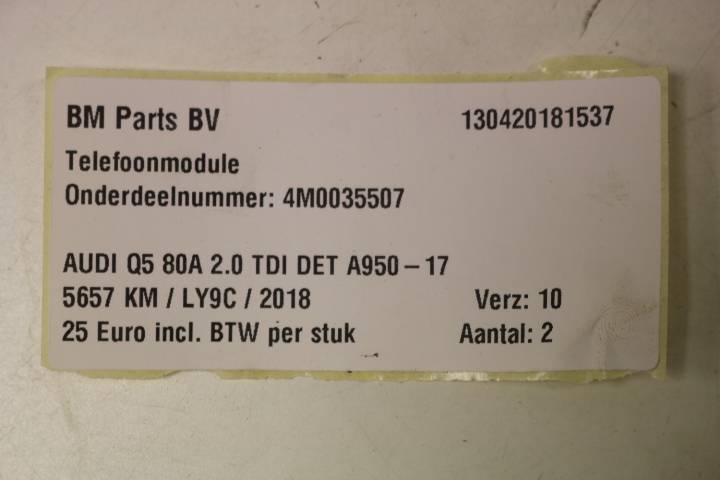 BM Parts BV 130420181537
Telefoonmodule
Onderdeelnummer: 4M0035507
AUDI Q5 80A 2.0 TDI DET A950 – 17
5657 KM / LY9C / 2018 Verz: 10
25 Euro incl. BTW per stuk Aantal: 2